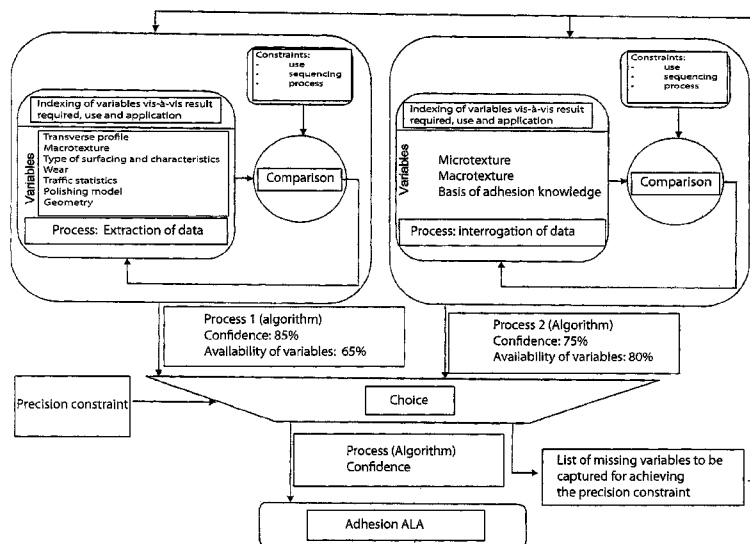 Constraints:
- use
- sequencing
- process
Indexing of variables vis-à-vis result
required, use and application
Variables
Transverse profile
Macrotexture
Type of surfacing and characteristics
Wear
Traffic statistics
Polishing model
Geometry
Process: Extraction of data
Comparison
Constraints:
- use
- sequencing
- process
Indexing of variables vis-à-vis result
required, use and application
Variables
Microtexture
Macrotexture
Basis of adhesion knowledge
Process: interrogation of data
Comparison
Process 1 (algorithm)
Confidence: 85%
Availability of variables: 65%
Process 2 (Algorithm)
Confidence: 75%
Availability of variables: 80%
Precision constraint
Choice
Process (Algorithm)
Confidence
List of missing variables to be
captured for achieving
the precision constraint
Adhesion ALA